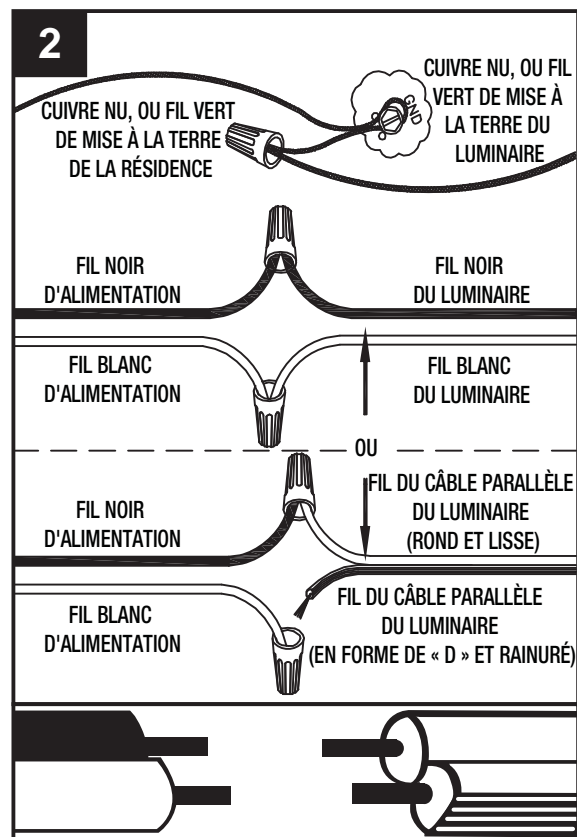 2
CUIVRE NU, OU FIL VERT
DE MISE À LA TERRE
DE LA RÉSIDENCE
CUIVRE NU, OU FIL
VERT DE MISE À
LA TERRE DU
LUMINAIRE
GND
FIL NOIR
D'ALIMENTATION
FIL NOIR
DU LUMINAIRE
FIL BLANC
D'ALIMENTATION
FIL BLANC
DU LUMINAIRE
OU
FIL NOIR
D'ALIMENTATION
FIL DU CÂBLE PARALLÈLE
DU LUMINAIRE
(ROND ET LISSE)
FIL BLANC
D'ALIMENTATION
FIL DU CÂBLE PARALLÈLE
DU LUMINAIRE
(EN FORME DE « D » ET RAINURÉ)